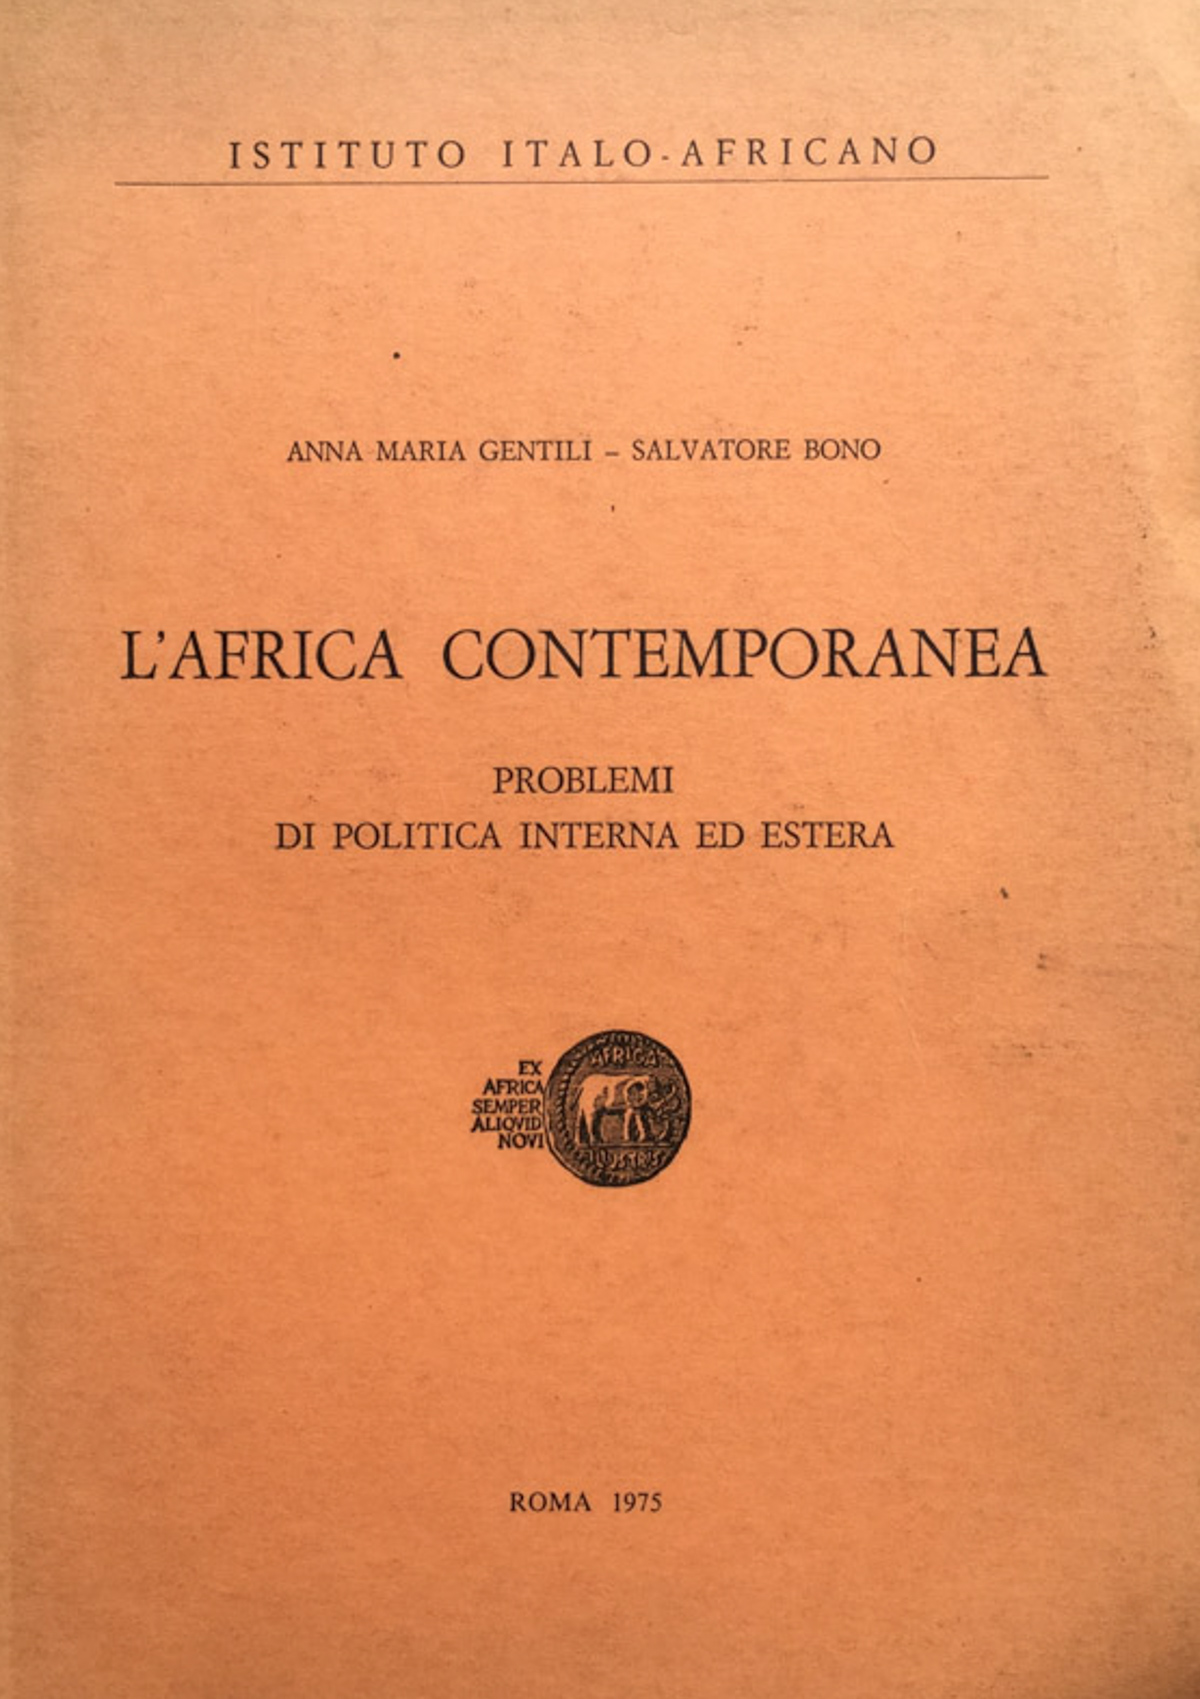 ISTITUTO ITALO-AFRICANO
ANNA MARIA GENTILI – SALVATORE BONO
L'AFRICA CONTEMPORANEA
PROBLEMI
DI POLITICA INTERNA ED ESTERA
EX
AFRICA
SEMPER
ALIQVID
NOVI
AFRICA
ROMA 1975